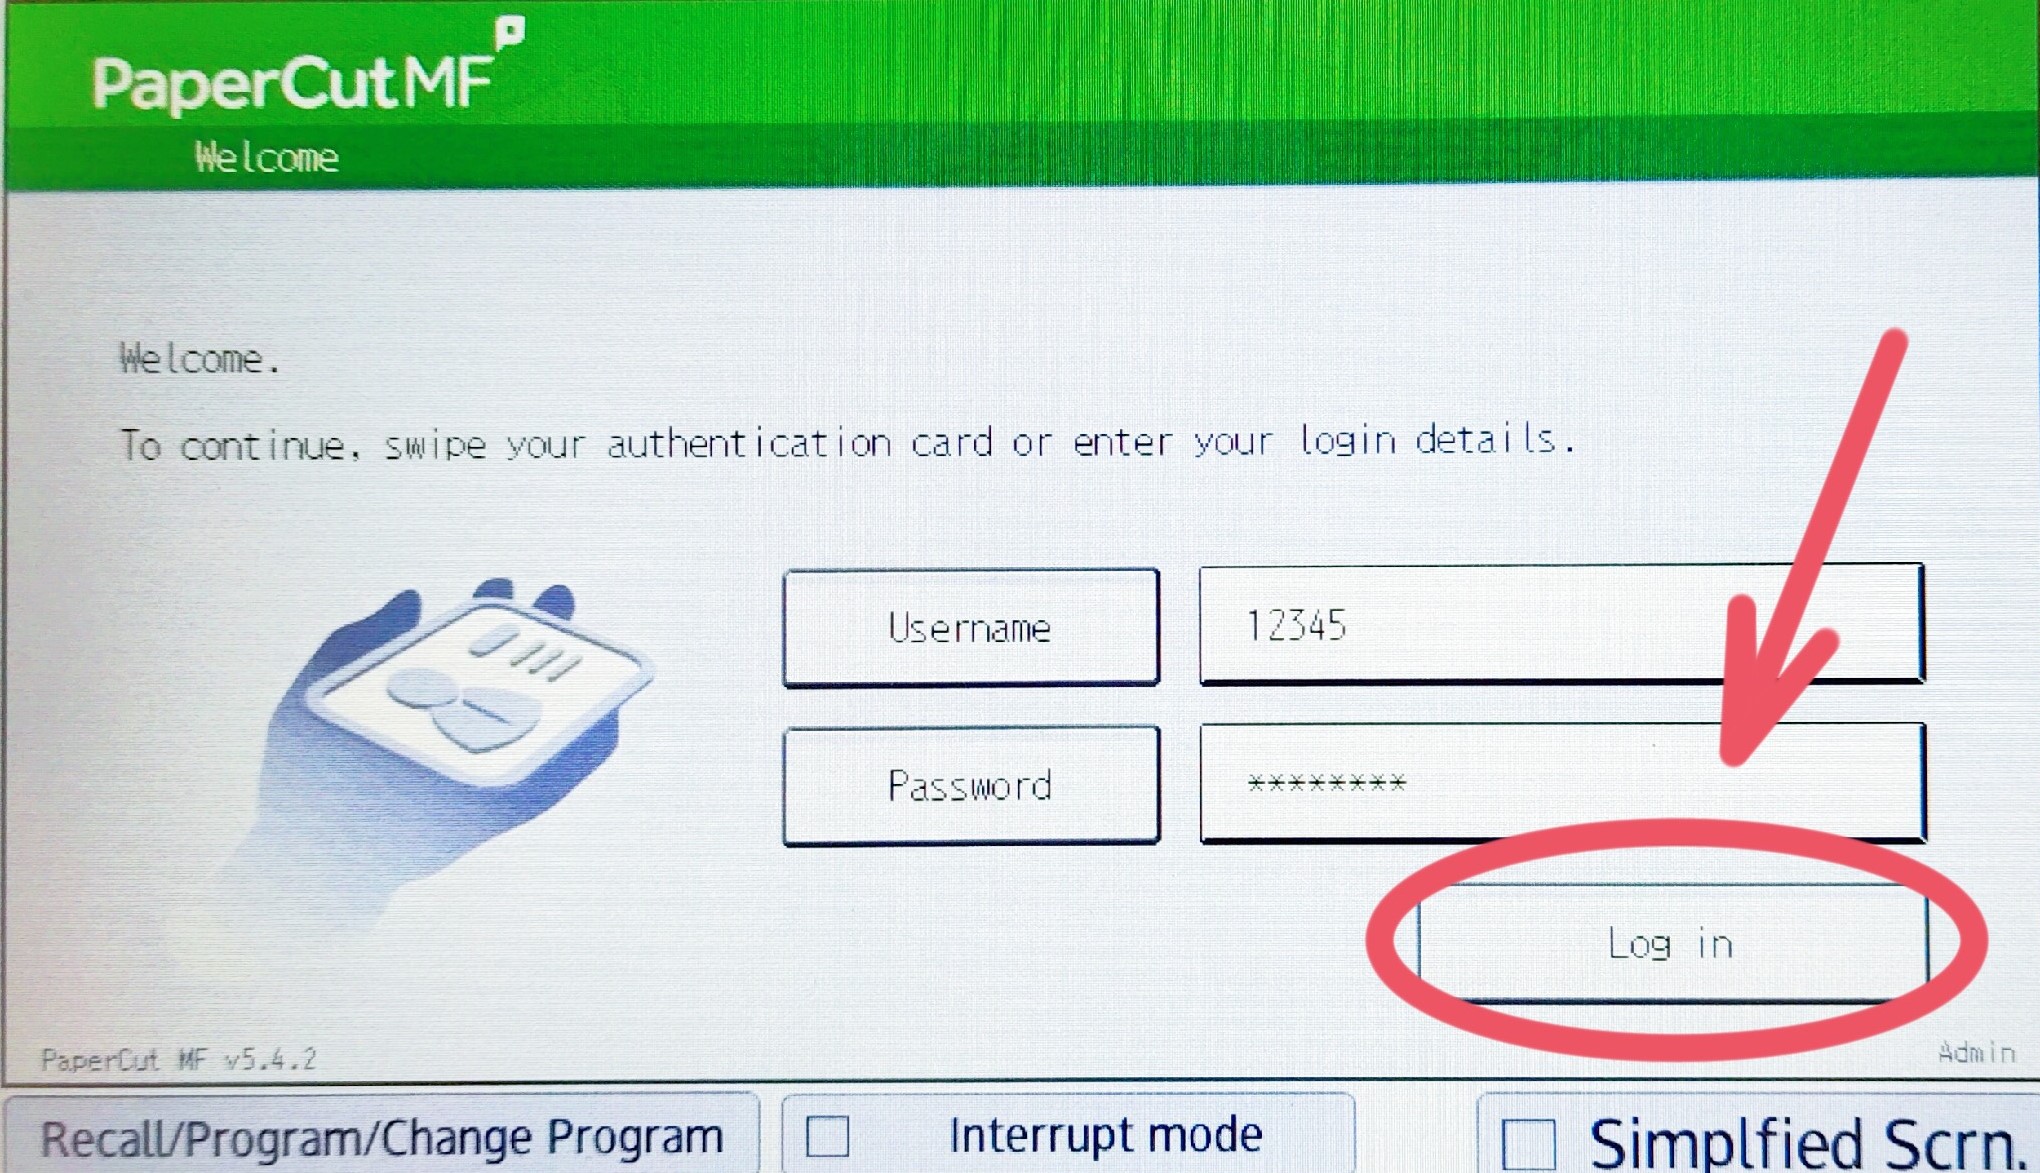 PaperCut MF
Welcome
Welcome.
To continue, swipe your authentication card or enter your login details.
Username
12345
Password
********
Log in
PaperCut MF v5.4.2
Admin
Recall/Program/Change Program
Interrupt mode
Simplfied Scrn.